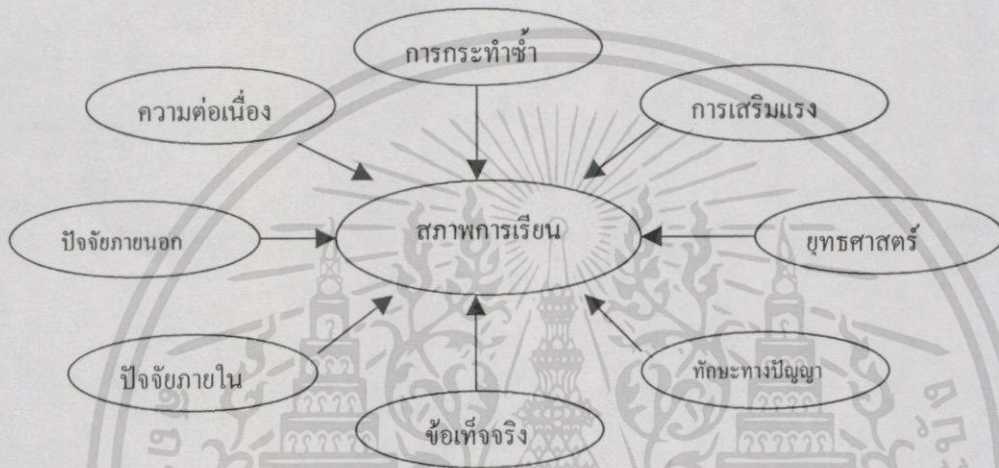 การกระทำซ้ำ
ความต่อเนื่อง
การเสริมแรง
สภาพการเรียน
ปัจจัยภายนอก
ยุทธศาสตร์
ปัจจัยภายใน
ทักษะทางปัญญา
ข้อเท็จจริง